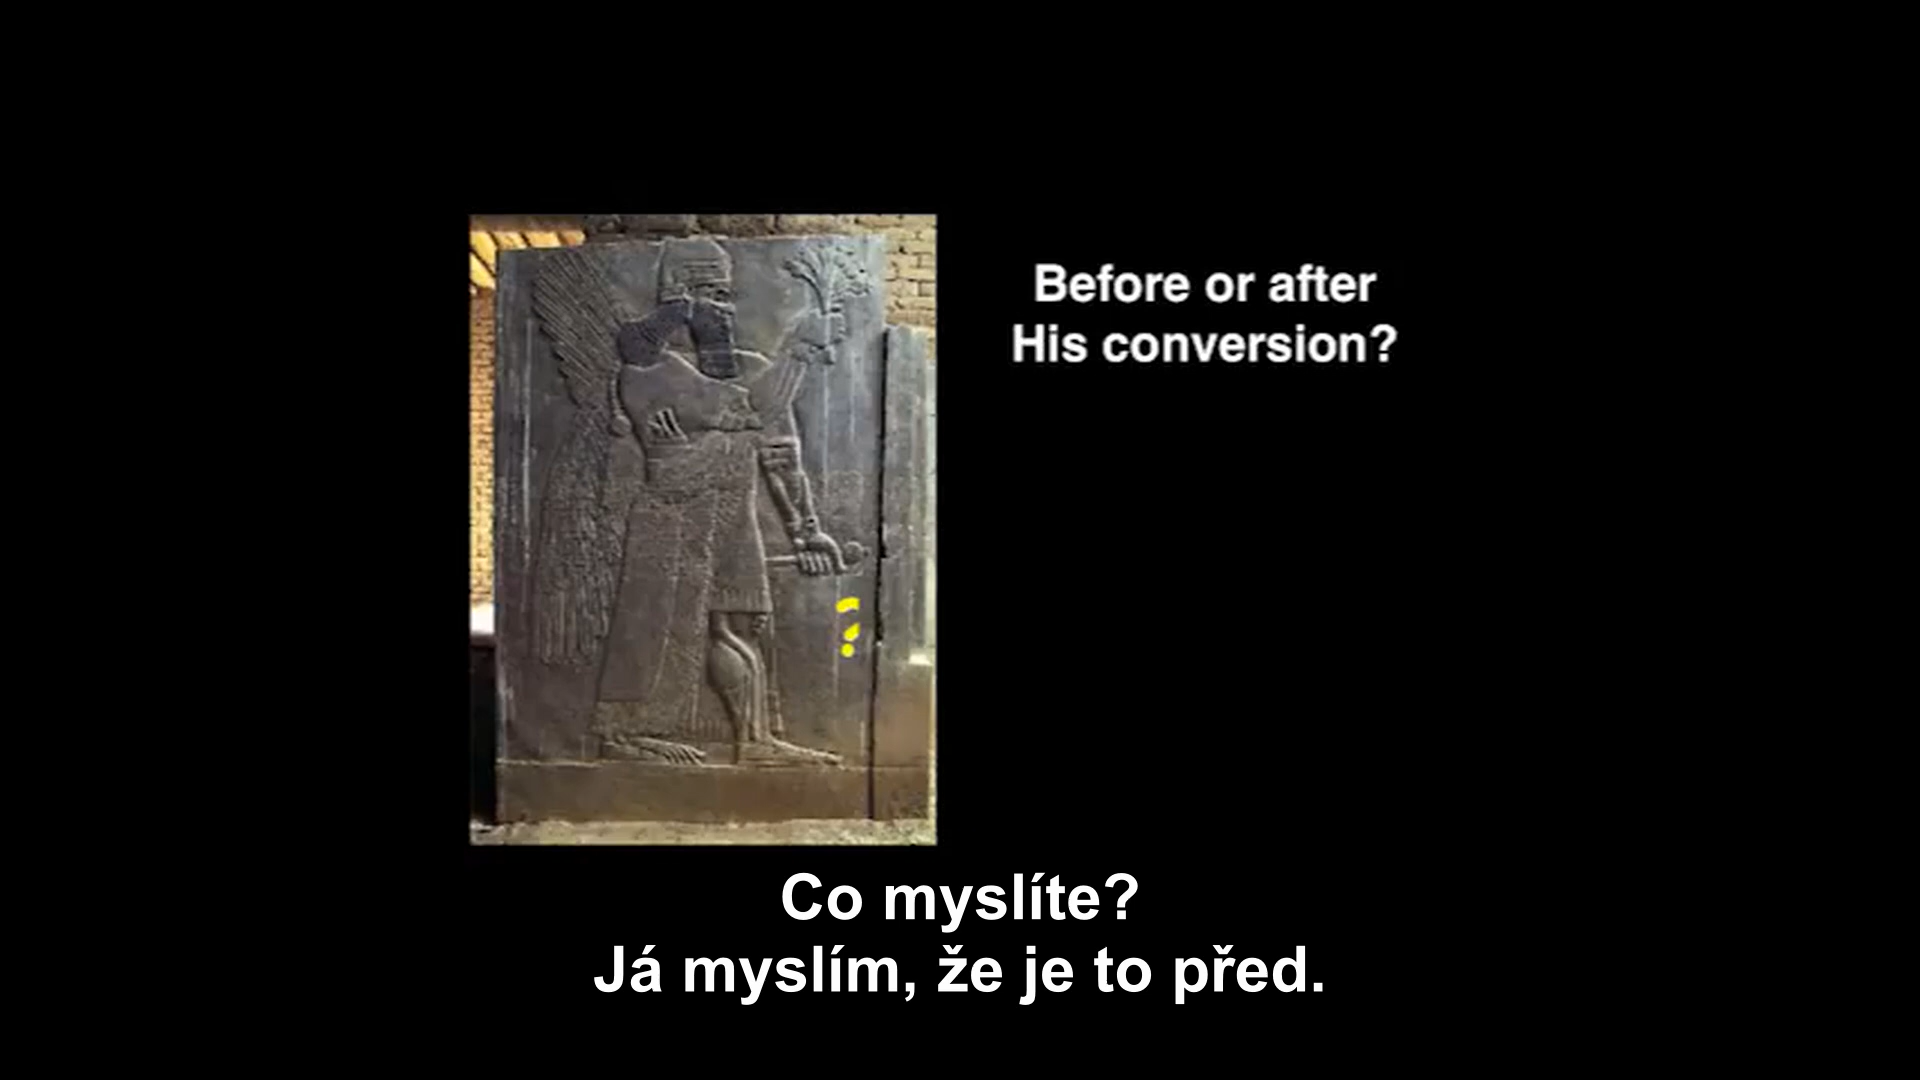 Before or after
His conversion?
Co myslíte?
Já myslím, že je to před.